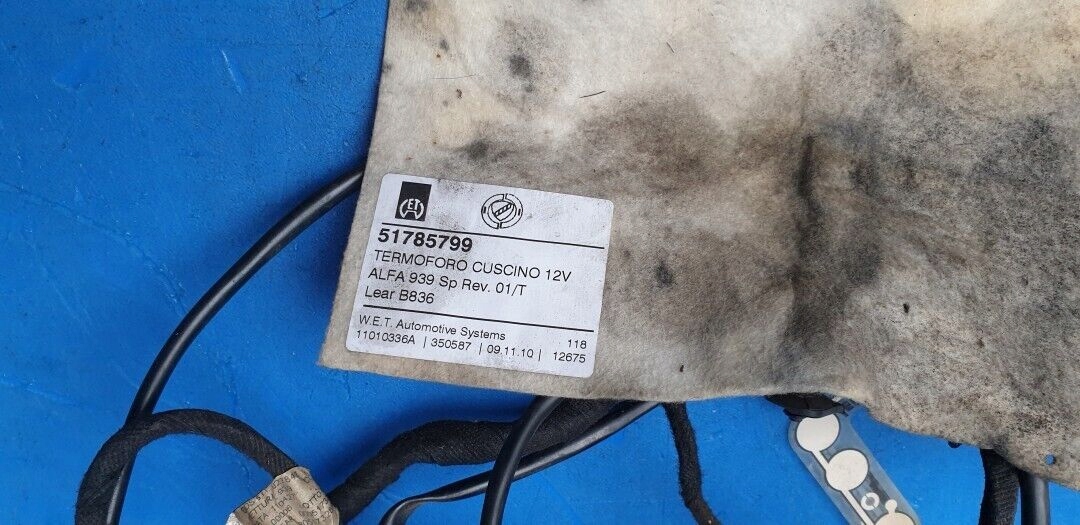 51785799
TERMOFORO CUSCINO 12V
ALFA 939 Sp Rev. 01/T
Lear B836
W.E.T. Automotive Systems 118
11010336A | 350587 | 09.11.10 | 12675